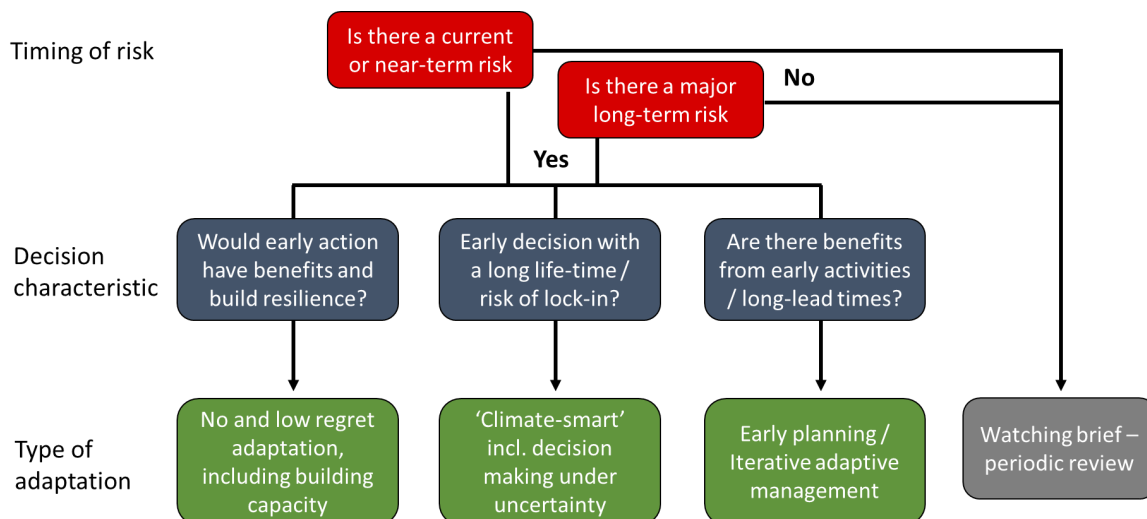 Timing of risk
Is there a current
or near-term risk
Is there a major
long-term risk
No
Yes
Decision
characteristic
Would early action
have benefits and
build resilience?
Early decision with
a long life-time /
risk of lock-in?
Are there benefits
from early activities
/ long-lead times?
Type of
adaptation
No and low regret
adaptation,
including building
capacity
‘Climate-smart’
incl. decision
making under
uncertainty
Early planning /
Iterative adaptive
management
Watching brief –
periodic review